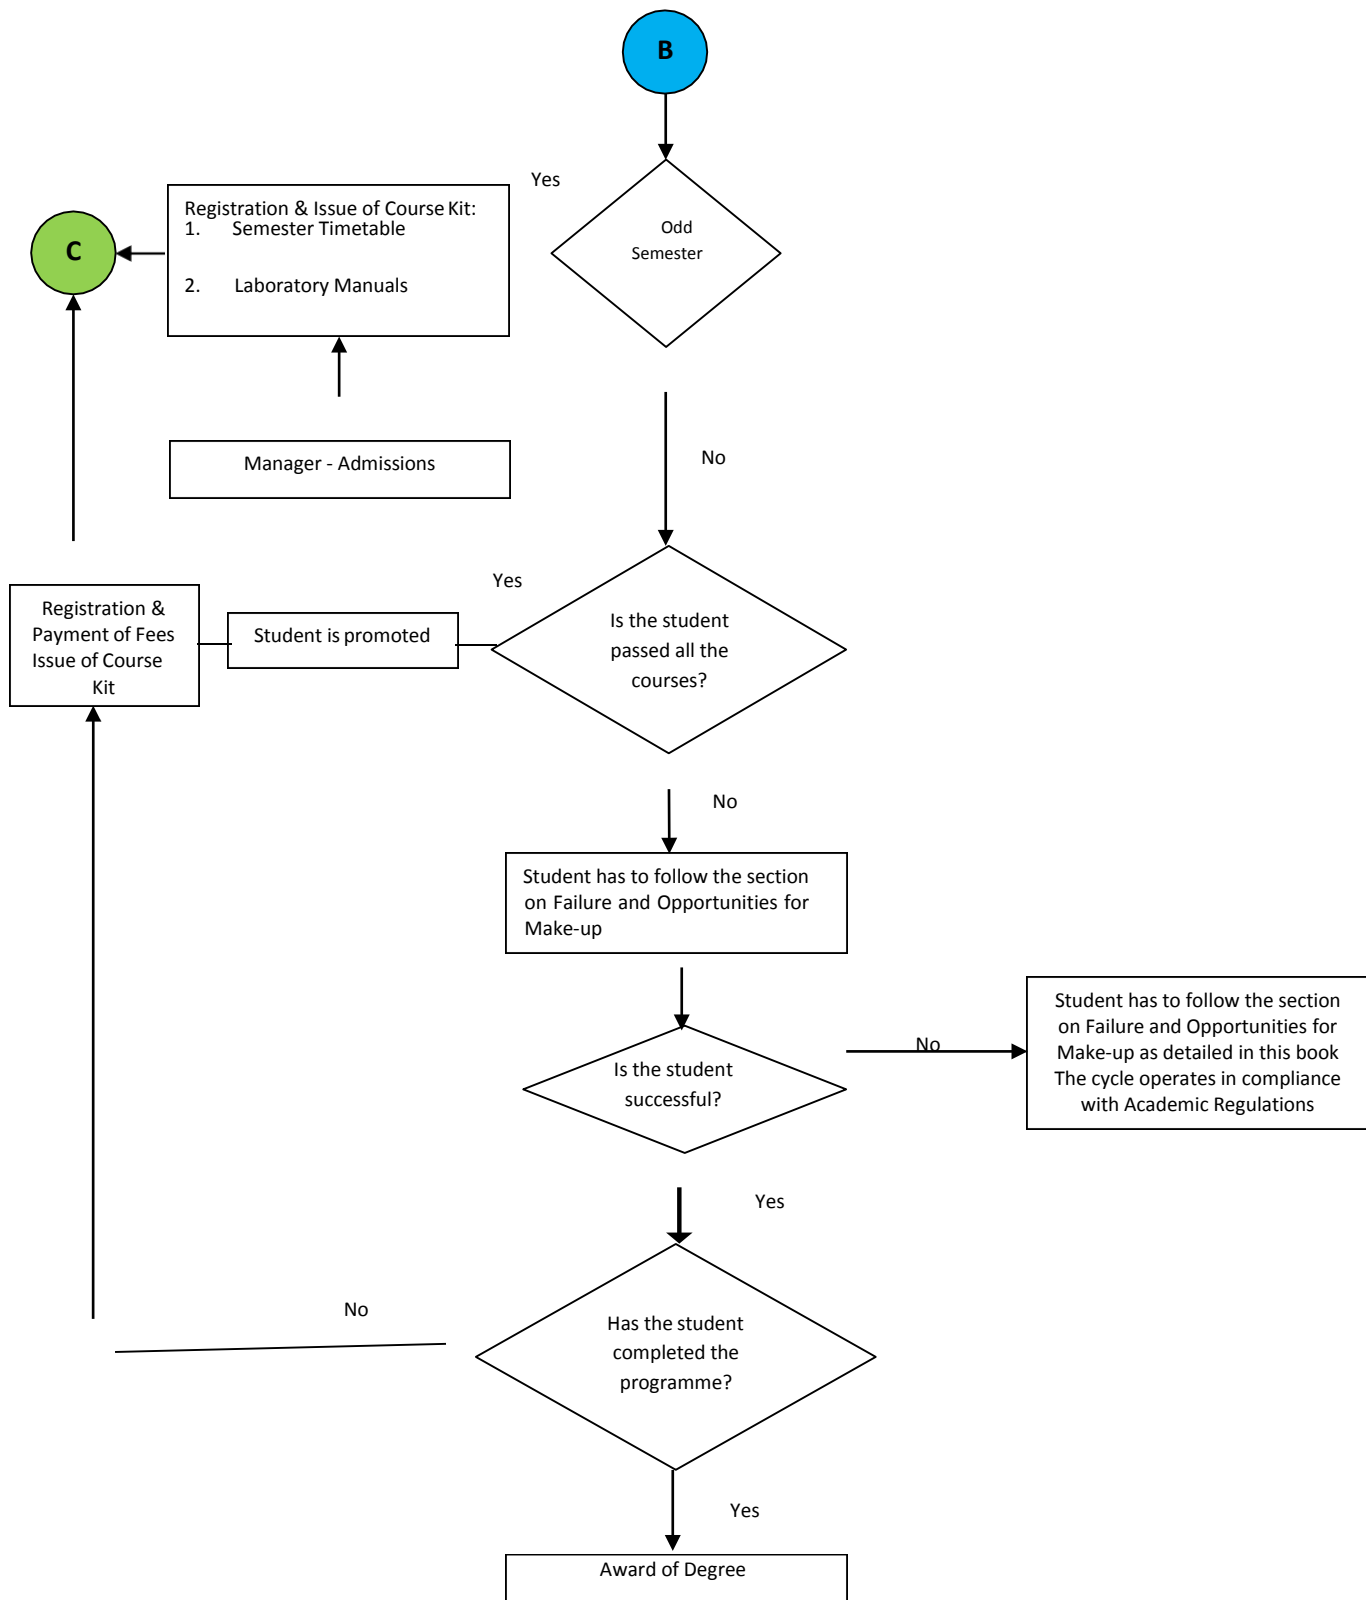 B
Yes
Odd
Semester
Registration & Issue of Course Kit:
1. Semester Timetable
2. Laboratory Manuals
C
Manager - Admissions
No
Yes
Is the student
passed all the
courses?
Student is promoted
Registration &
Payment of Fees
Issue of Course
Kit
No
Student has to follow the section
on Failure and Opportunities for
Make-up
Is the student
successful?
No
Student has to follow the section
on Failure and Opportunities for
Make-up as detailed in this book
The cycle operates in compliance
with Academic Regulations
Yes
No
Has the student
completed the
programme?
Yes
Award of Degree